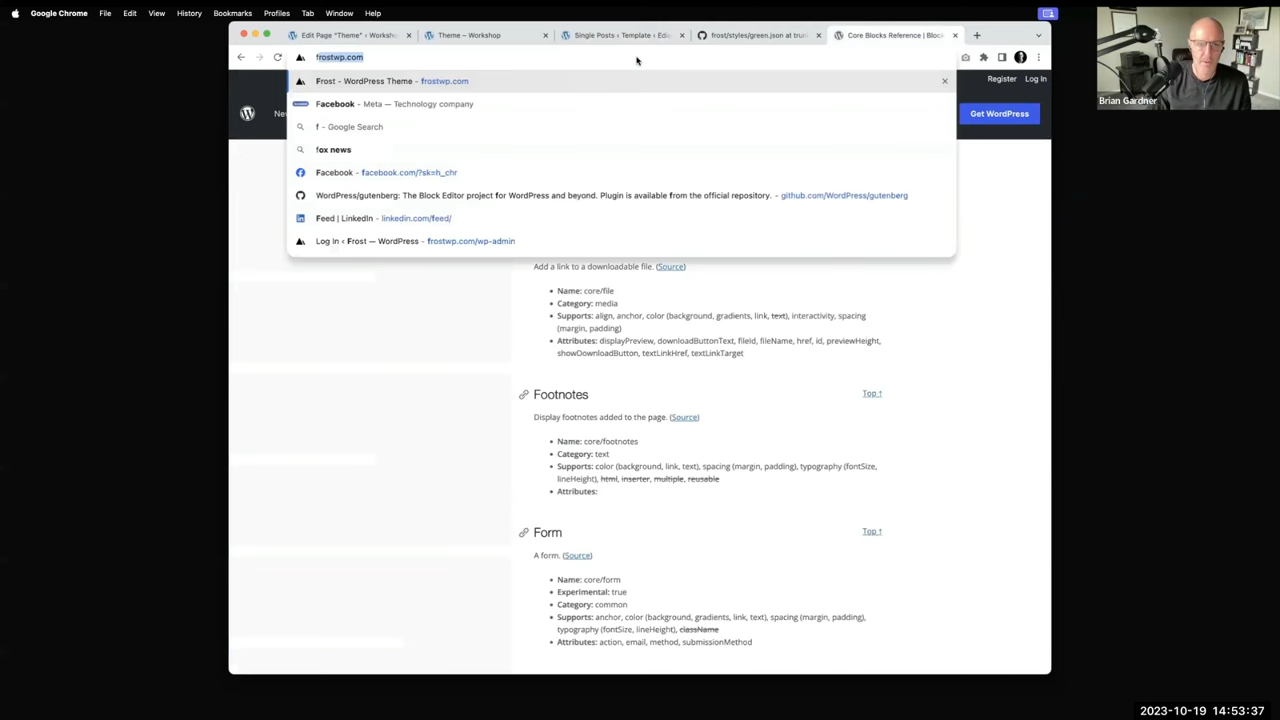 Google Chrome File Edit View History Bookmarks Profiles Tab Window Help
Edit Page "Theme" ‹ Worksh
Theme – Workshop
Single Posts ‹ Template ‹ Edi
frost/styles/green.json at trun
Core Blocks Reference | Bloc
frostwp.com
Brian Gardner
Frost – WordPress Theme - frostwp.com
Register Log In
Facebook - Meta — Technology company
Get WordPress
f - Google Search
fox news
Facebook - facebook.com/?sk=h_chr
WordPress/gutenberg: The Block Editor project for WordPress and beyond. Plugin is available from the official repository. - github.com/WordPress/gutenberg
Feed | LinkedIn - linkedin.com/feed/
Log In ‹ Frost — WordPress - frostwp.com/wp-admin
Add a link to a downloadable file. (Source)
Name: core/file
Category: media
Supports: align, anchor, color (background, gradients, link, text), interactivity, spacing
(margin, padding)
Attributes: displayPreview, downloadButtonText, fileId, fileName, href, id, previewHeight,
showDownloadButton, textLinkHref, textLinkTarget
Footnotes Top ↑
Display footnotes added to the page. (Source)
Name: core/footnotes
Category: text
Supports: color (background, link, text), spacing (margin, padding), typography (fontSize,
lineHeight), html, inserter, multiple, reusable
Attributes:
Form Top ↑
A form. (Source)
Name: core/form
Experimental: true
Category: common
Supports: anchor, color (background, gradients, link, text), spacing (margin, padding),
typography (fontSize, lineHeight), className
Attributes: action, email, method, submissionMethod
2023-10-19 14:53:37